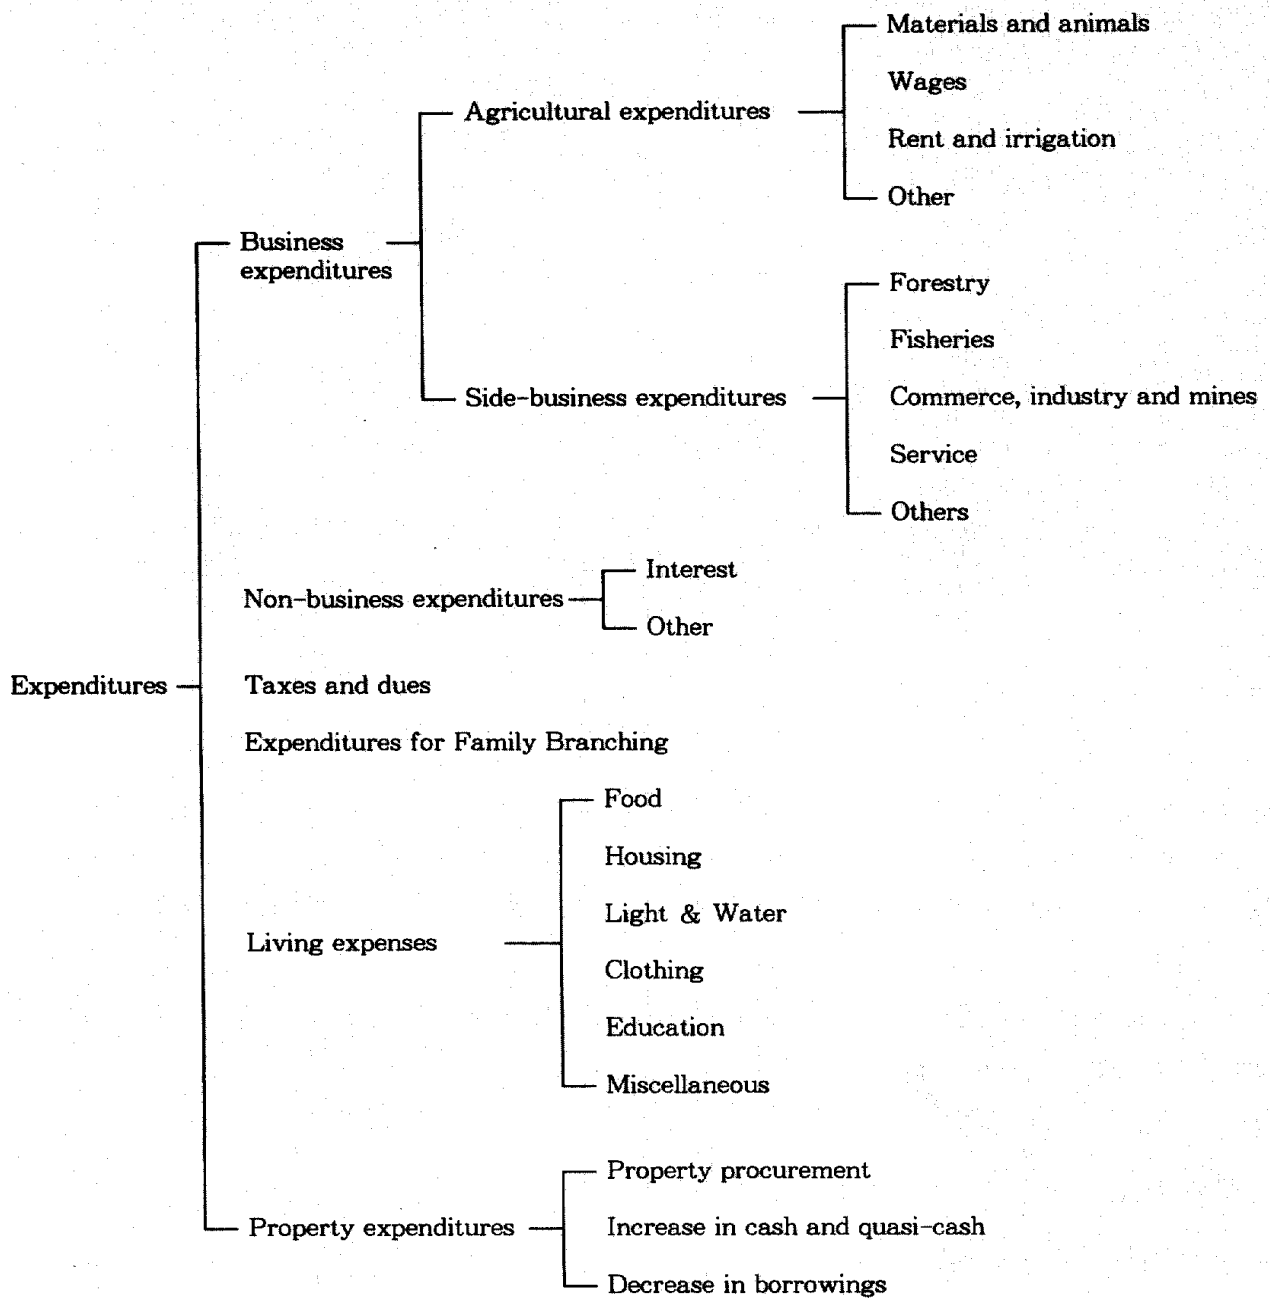 Materials and animals
Wages
Agricultural expenditures
Rent and irrigation
Other
Business
expenditures
Forestry
Fisheries
Side-business expenditures
Commerce, industry and mines
Service
Others
Interest
Non-business expenditures
Other
Expenditures
Taxes and dues
Expenditures for Family Branching
Food
Housing
Light & Water
Living expenses
Clothing
Education
Miscellaneous
Property procurement
Property expenditures
Increase in cash and quasi-cash
Decrease in borrowings